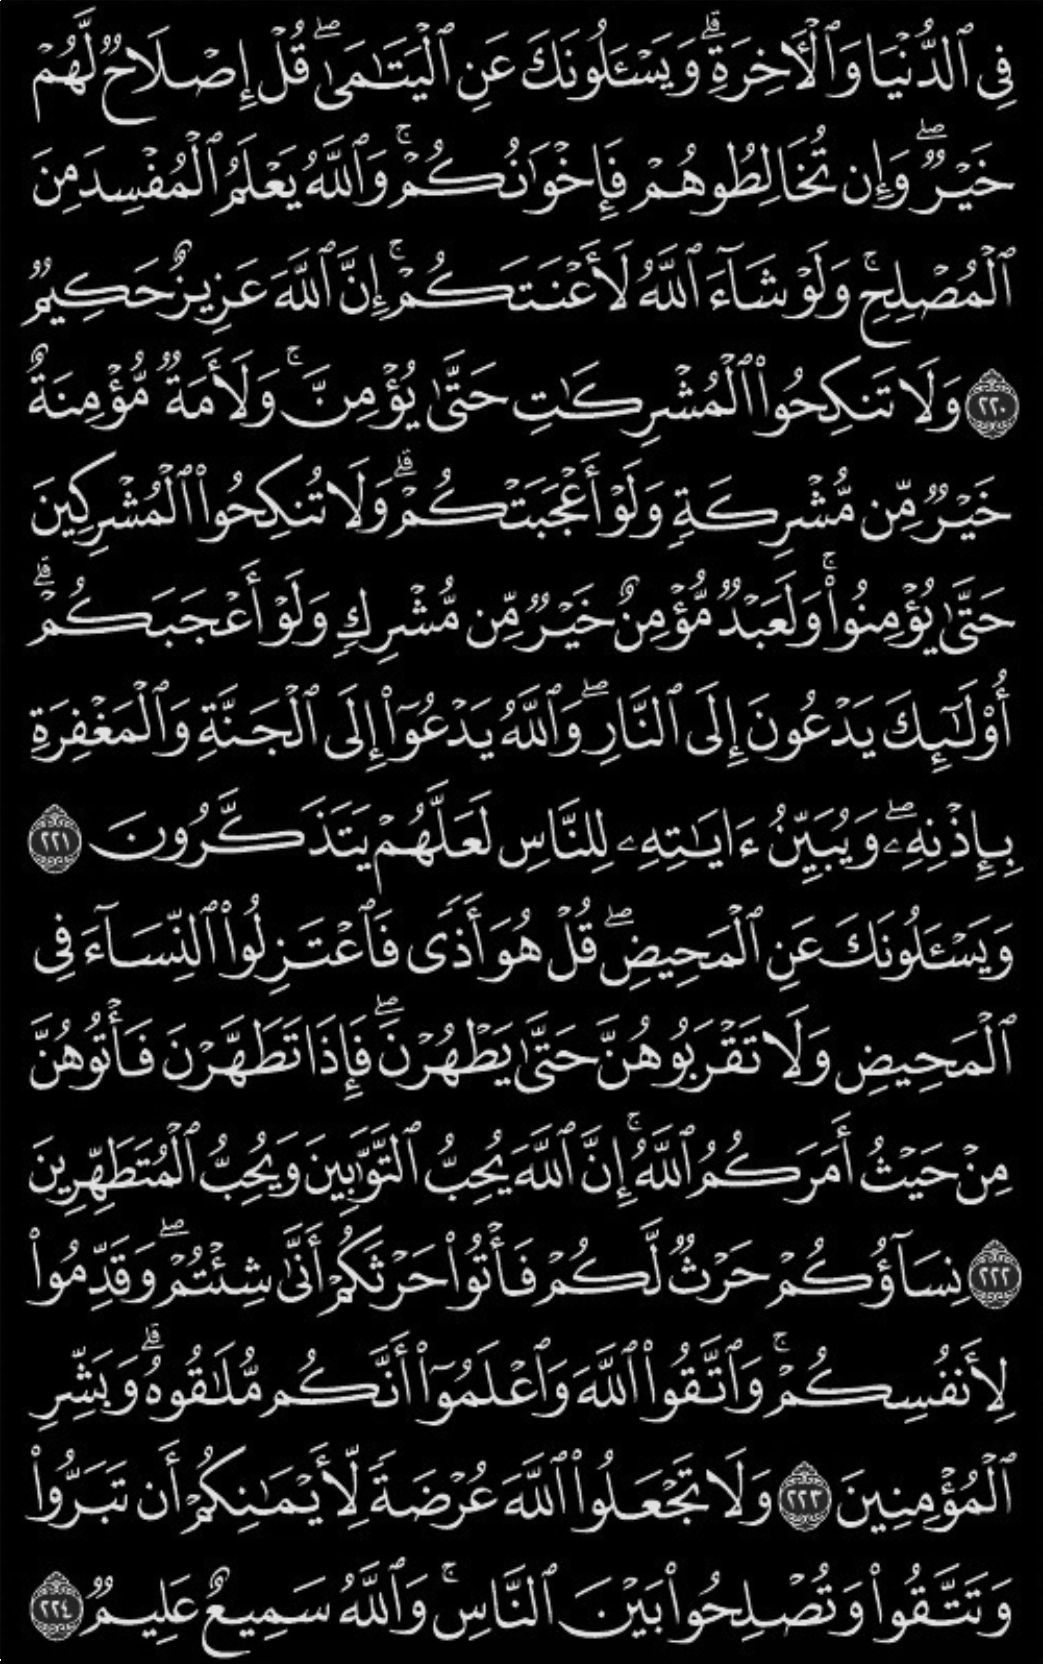 فِى ٱلدُّنْيَا وَٱلْـَٔاخِرَةِ ۗ وَيَسْـَٔلُونَكَ عَنِ ٱلْيَتَـٰمَىٰ ۖ قُلْ إِصْلَاحٌ لَّهُمْ
خَيْرٌ ۖ وَإِن تُخَالِطُوهُمْ فَإِخْوَٰنُكُمْ ۚ وَٱللَّهُ يَعْلَمُ ٱلْمُفْسِدَ مِنَ
ٱلْمُصْلِحِ ۚ وَلَوْ شَآءَ ٱللَّهُ لَأَعْنَتَكُمْ ۚ إِنَّ ٱللَّهَ عَزِيزٌ حَكِيمٌ
٢٢٠ وَلَا تَنكِحُوا۟ ٱلْمُشْرِكَـٰتِ حَتَّىٰ يُؤْمِنَّ ۚ وَلَأَمَةٌ مُّؤْمِنَةٌ
خَيْرٌ مِّن مُّشْرِكَةٍ وَلَوْ أَعْجَبَتْكُمْ ۗ وَلَا تُنكِحُوا۟ ٱلْمُشْرِكِينَ
حَتَّىٰ يُؤْمِنُوا۟ ۚ وَلَعَبْدٌ مُّؤْمِنٌ خَيْرٌ مِّن مُّشْرِكٍ وَلَوْ أَعْجَبَكُمْ ۗ
أُو۟لَـٰٓئِكَ يَدْعُونَ إِلَى ٱلنَّارِ ۖ وَٱللَّهُ يَدْعُوٓا۟ إِلَى ٱلْجَنَّةِ وَٱلْمَغْفِرَةِ
بِإِذْنِهِۦ ۖ وَيُبَيِّنُ ءَايَـٰتِهِۦ لِلنَّاسِ لَعَلَّهُمْ يَتَذَكَّرُونَ ٢٢١
وَيَسْـَٔلُونَكَ عَنِ ٱلْمَحِيضِ ۖ قُلْ هُوَ أَذًى فَٱعْتَزِلُوا۟ ٱلنِّسَآءَ فِى
ٱلْمَحِيضِ وَلَا تَقْرَبُوهُنَّ حَتَّىٰ يَطْهُرْنَ ۖ فَإِذَا تَطَهَّرْنَ فَأْتُوهُنَّ
مِنْ حَيْثُ أَمَرَكُمُ ٱللَّهُ ۚ إِنَّ ٱللَّهَ يُحِبُّ ٱلتَّوَّٰبِينَ وَيُحِبُّ ٱلْمُتَطَهِّرِينَ
٢٢٢ نِسَآؤُكُمْ حَرْثٌ لَّكُمْ فَأْتُوا۟ حَرْثَكُمْ أَنَّىٰ شِئْتُمْ ۖ وَقَدِّمُوا۟
لِأَنفُسِكُمْ ۚ وَٱتَّقُوا۟ ٱللَّهَ وَٱعْلَمُوٓا۟ أَنَّكُم مُّلَـٰقُوهُ ۗ وَبَشِّرِ
ٱلْمُؤْمِنِينَ ٢٢٣ وَلَا تَجْعَلُوا۟ ٱللَّهَ عُرْضَةً لِّأَيْمَـٰنِكُمْ أَن تَبَرُّوا۟
وَتَتَّقُوا۟ وَتُصْلِحُوا۟ بَيْنَ ٱلنَّاسِ ۚ وَٱللَّهُ سَمِيعٌ عَلِيمٌ ٢٢٤